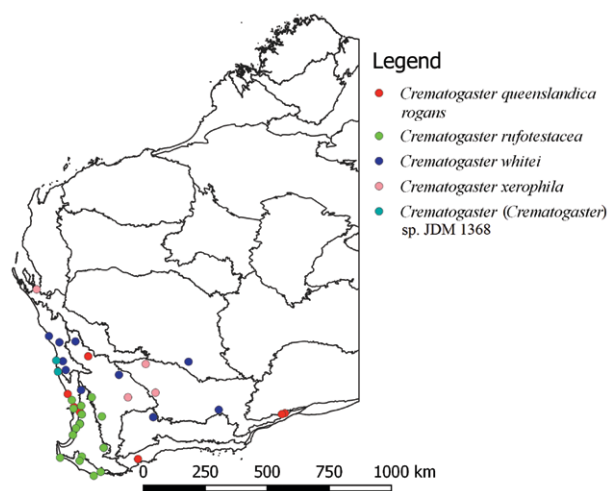 Legend
Crematogaster queenslandica
rogans
Crematogaster rufotestacea
Crematogaster whitei
Crematogaster xerophila
Crematogaster (Crematogaster)
sp. JDM 1368
0 250 500 750 1000 km